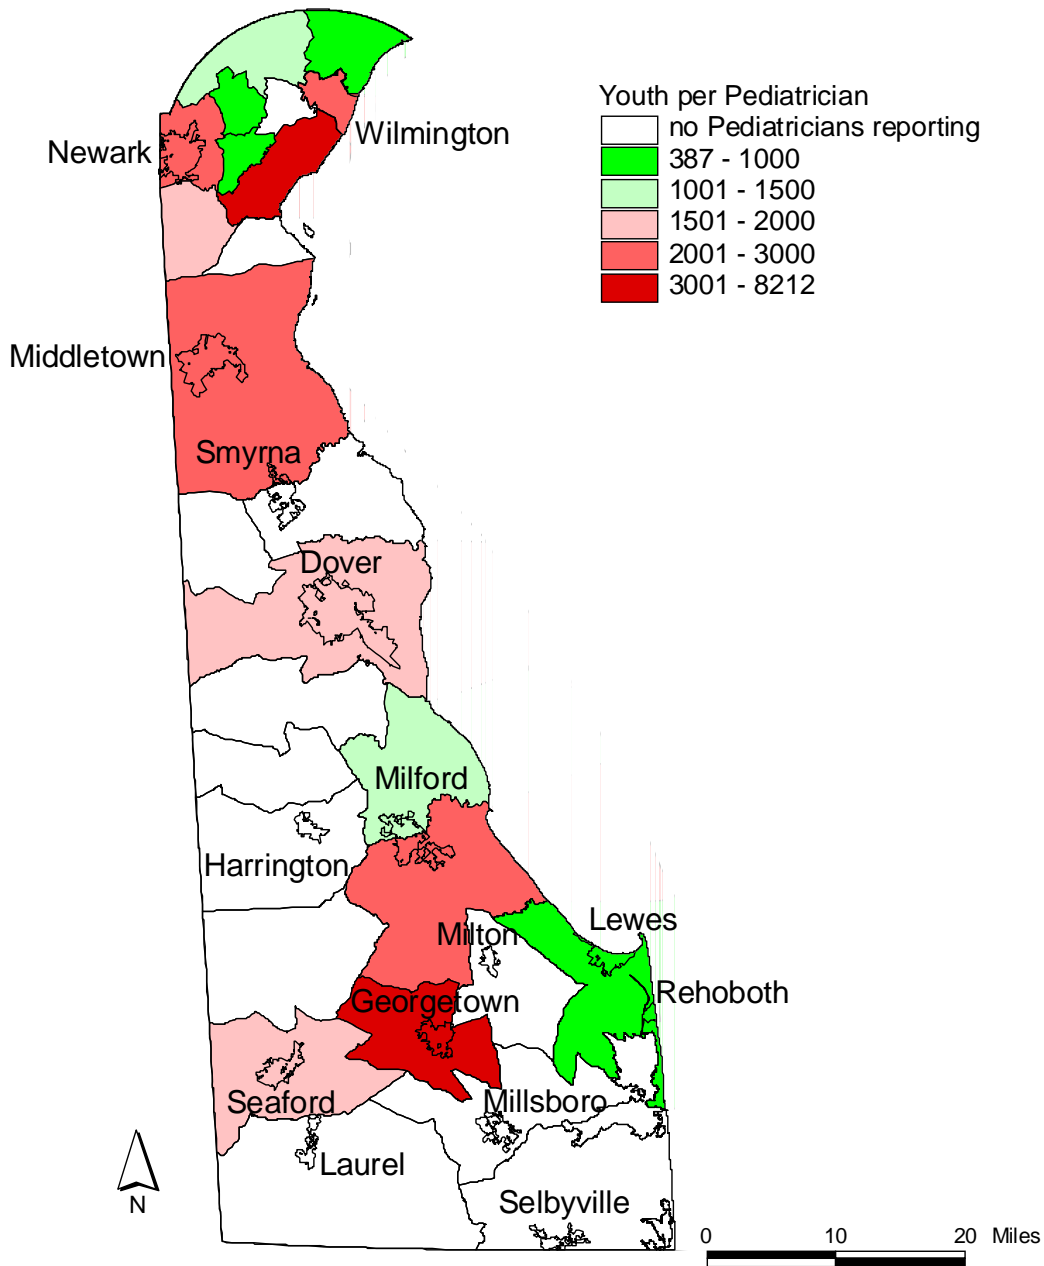 Youth per Pediatrician
no Pediatricians reporting
387 - 1000
1001 - 1500
1501 - 2000
2001 - 3000
3001 - 8212
Wilmington
Newark
Middletown
Smyrna
Dover
Milford
Harrington
Lewes
Milton
Rehoboth
Georgetown
Seaford
Millsboro
Laurel
Selbyville
N
0 10 20 Miles